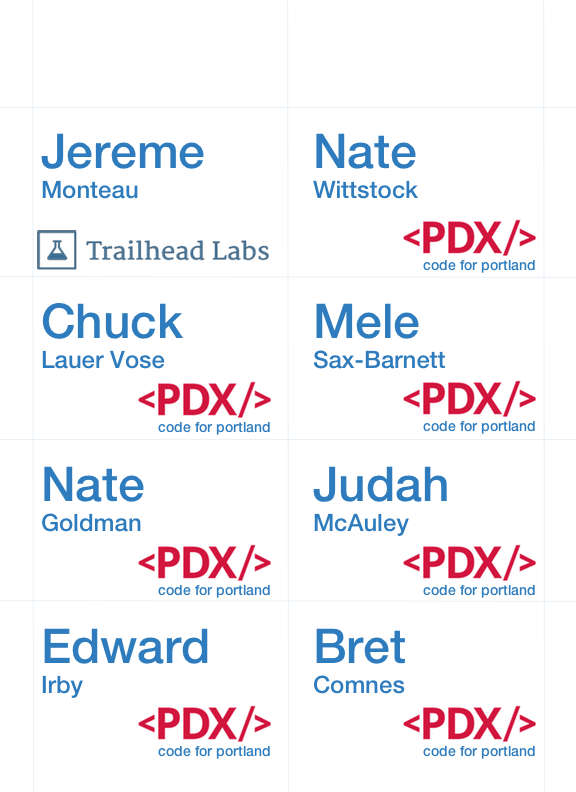 Jereme
Monteau
Trailhead Labs
Nate
Wittstock
<PDX/>
code for portland
Chuck
Lauer Vose
<PDX/>
code for portland
Mele
Sax-Barnett
<PDX/>
code for portland
Nate
Goldman
<PDX/>
code for portland
Judah
McAuley
<PDX/>
code for portland
Edward
Irby
<PDX/>
code for portland
Bret
Comnes
<PDX/>
code for portland